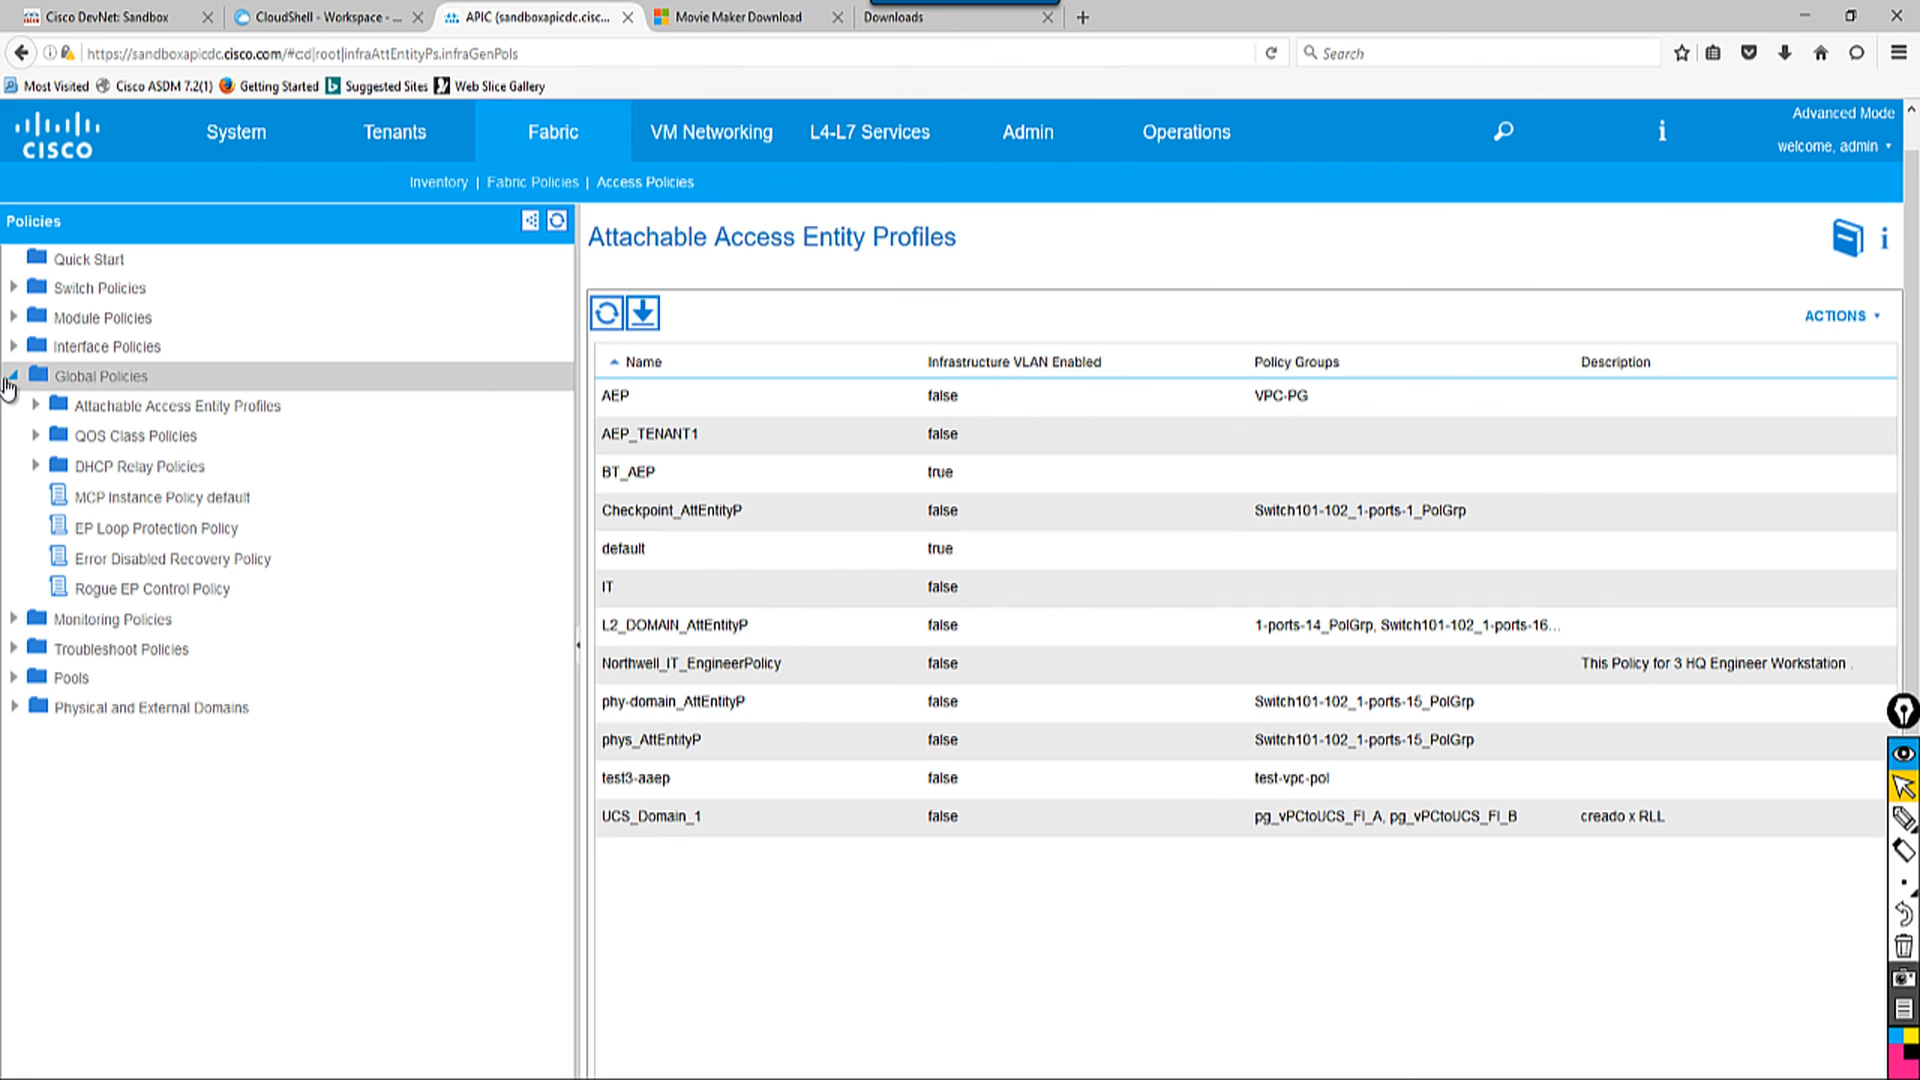 Cisco DevNet: Sandbox
CloudShell - Workspace - ...
APIC (sandboxapicdc.cisc...
Movie Maker Download
Downloads
https://sandboxapicdc.cisco.com/#cd|root|infraAttEntityPs.infraGenPols
Search
Most Visited Cisco ASDM 7.2(1) Getting Started Suggested Sites Web Slice Gallery
CISCO
System Tenants Fabric VM Networking L4-L7 Services Admin Operations
Advanced Mode
welcome, admin
Inventory | Fabric Policies | Access Policies
Policies
Quick Start
Switch Policies
Module Policies
Interface Policies
Global Policies
Attachable Access Entity Profiles
QOS Class Policies
DHCP Relay Policies
MCP Instance Policy default
EP Loop Protection Policy
Error Disabled Recovery Policy
Rogue EP Control Policy
Monitoring Policies
Troubleshoot Policies
Pools
Physical and External Domains
Attachable Access Entity Profiles
ACTIONS
Name Infrastructure VLAN Enabled Policy Groups Description
AEP false VPC-PG
AEP_TENANT1 false
BT_AEP true
Checkpoint_AttEntityP false Switch101-102_1-ports-1_PolGrp
default true
IT false
L2_DOMAIN_AttEntityP false 1-ports-14_PolGrp, Switch101-102_1-ports-16...
Northwell_IT_EngineerPolicy false This Policy for 3 HQ Engineer Workstation .
phy-domain_AttEntityP false Switch101-102_1-ports-15_PolGrp
phys_AttEntityP false Switch101-102_1-ports-15_PolGrp
test3-aaep false test-vpc-pol
UCS_Domain_1 false pg_vPCtoUCS_FI_A, pg_vPCtoUCS_FI_B creado x RLL